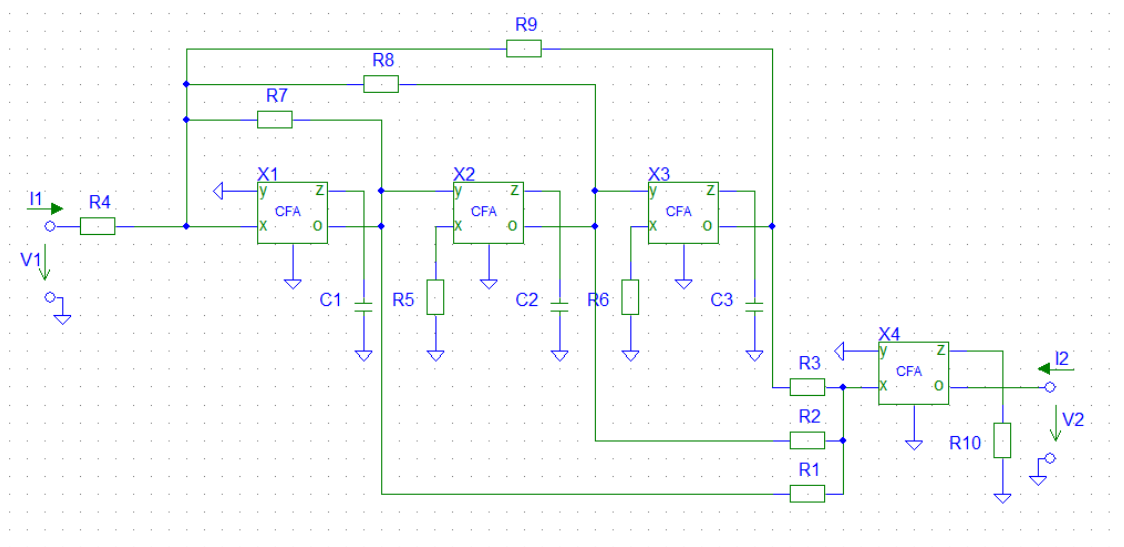 R9
R8
R7
X1 X2 X3
I1 R4 y z CFA x o y z CFA x o y z CFA x o
V1
C1 R5 C2 R6 C3
X4
R3 y z CFA x o I2
R2 V2
R10
R1